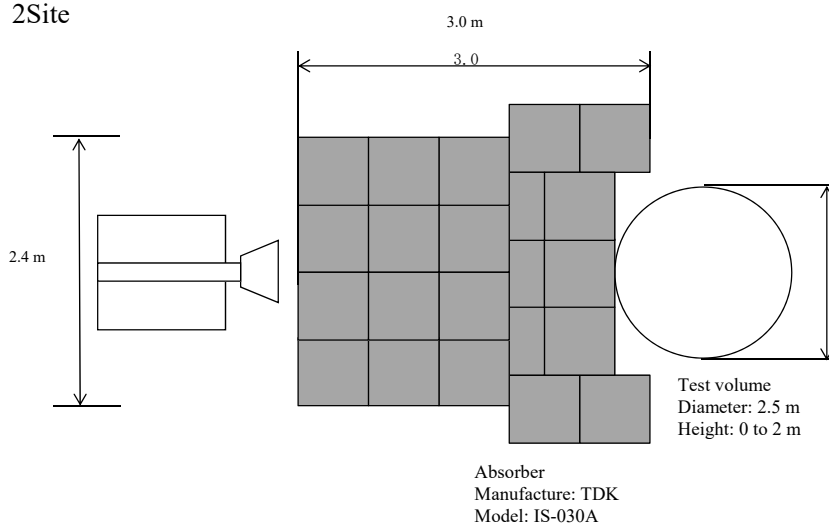 2Site
3.0 m
3.0
2.4 m
Test volume
Diameter: 2.5 m
Height: 0 to 2 m
Absorber
Manufacture: TDK
Model: IS-030A